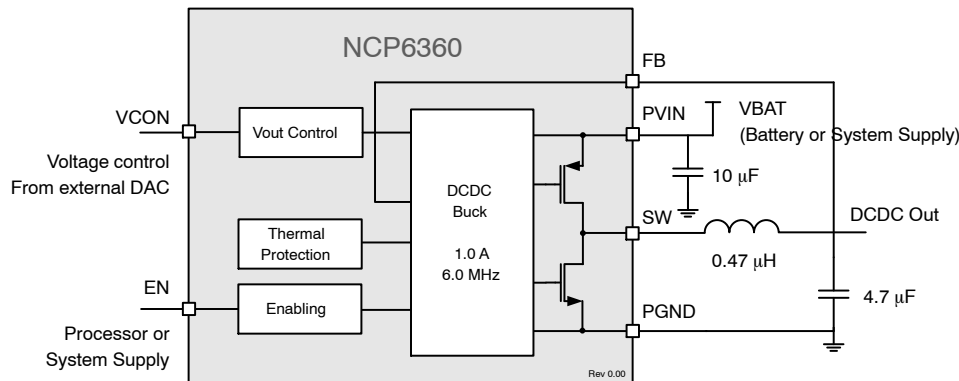 NCP6360
FB
PVIN
VBAT
(Battery or System Supply)
VCON
Vout Control
Voltage control
From external DAC
10 μF
DCDC
Buck
1.0 A
6.0 MHz
SW
DCDC Out
Thermal
Protection
0.47 μH
EN
Enabling
4.7 μF
PGND
Processor or
System Supply
Rev 0.00